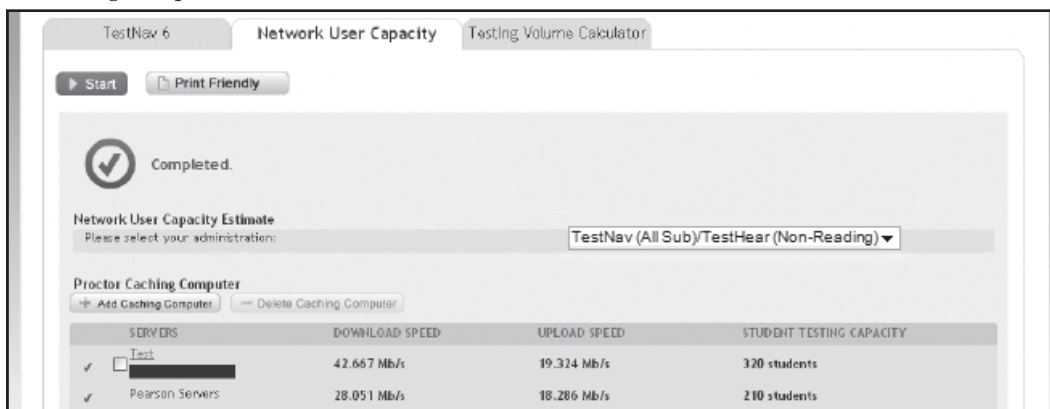 TestNav 6 Network User Capacity Testing Volume Calculator
Start Print Friendly
Completed.
Network User Capacity Estimate
Please select your administration: TestNav (All Sub)/TestHear (Non-Reading)
Proctor Caching Computer
+ Add Caching Computer — Delete Caching Computer
SERVERS DOWNLOAD SPEED UPLOAD SPEED STUDENT TESTING CAPACITY
Test 42.667 Mb/s 19.324 Mb/s 320 students
Pearson Servers 28.051 Mb/s 18.286 Mb/s 210 students